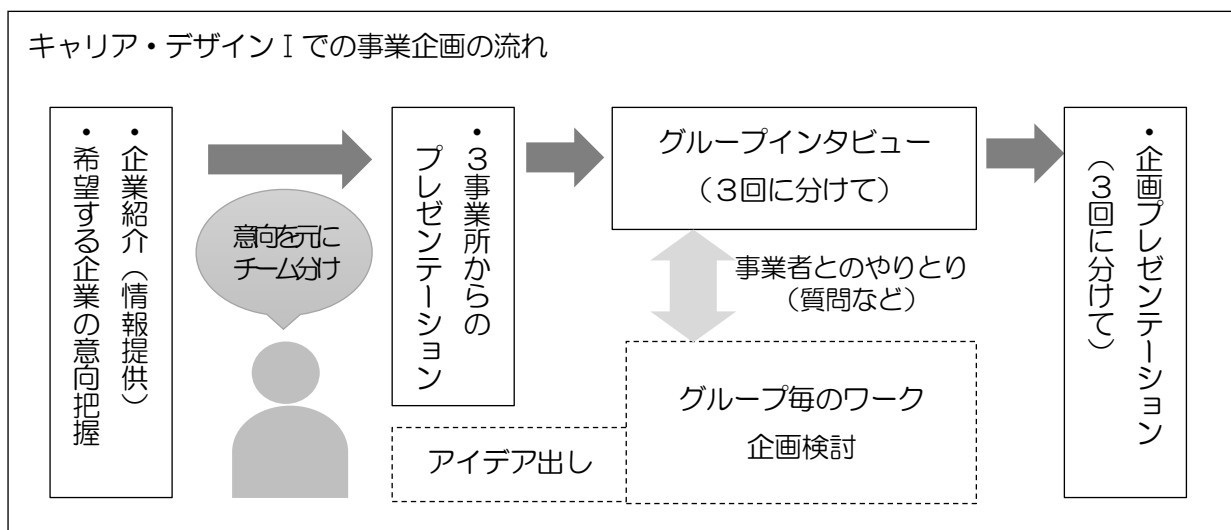 キャリア・デザインⅠでの事業企画の流れ
・企業紹介（情報提供）
・希望する企業の意向把握
意向を元に
チーム分け
・３事業所からの
プレゼンテーション
グループインタビュー
（３回に分けて）
事業者とのやりとり
（質問など）
アイデア出し
グループ毎のワーク
企画検討
・企画プレゼンテーション
（３回に分けて）